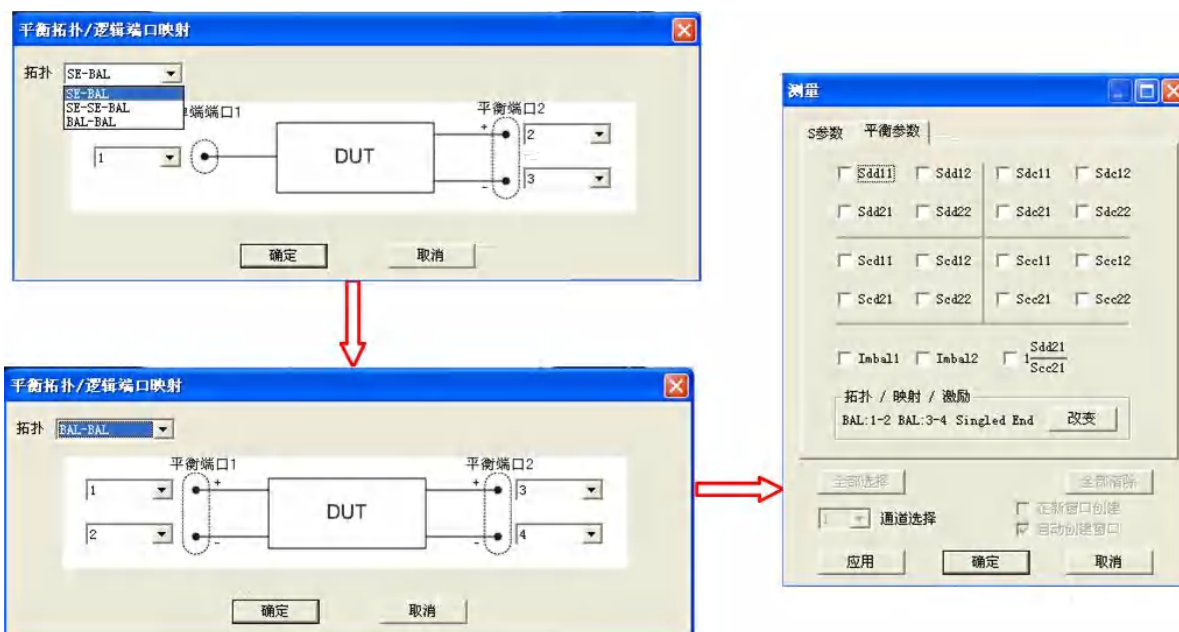 平衡拓扑/逻辑端口映射
拓扑 SE-BAL
SE-BAL
SE-SE-BAL
BAL-BAL
端端口1
平衡端口2
1
DUT
+
2
-
3
确定 取消
平衡拓扑/逻辑端口映射
拓扑 BAL-BAL
平衡端口1 平衡端口2
1 + DUT + 3
2 - - 4
确定 取消
测量
S参数 平衡参数
Sdd11 Sdd12 Sdc11 Sdc12
Sdd21 Sdd22 Sdc21 Sdc22
Scd11 Scd12 Scc11 Scc12
Scd21 Scd22 Scc21 Scc22
Imbal1 Imbal2 1 Sdd21
Scc21
拓扑 / 映射 / 激励
BAL:1-2 BAL:3-4 Singled End 改变
全部选择 全部清除
1 通道选择
在新窗口创建
自动创建窗口
应用 确定 取消